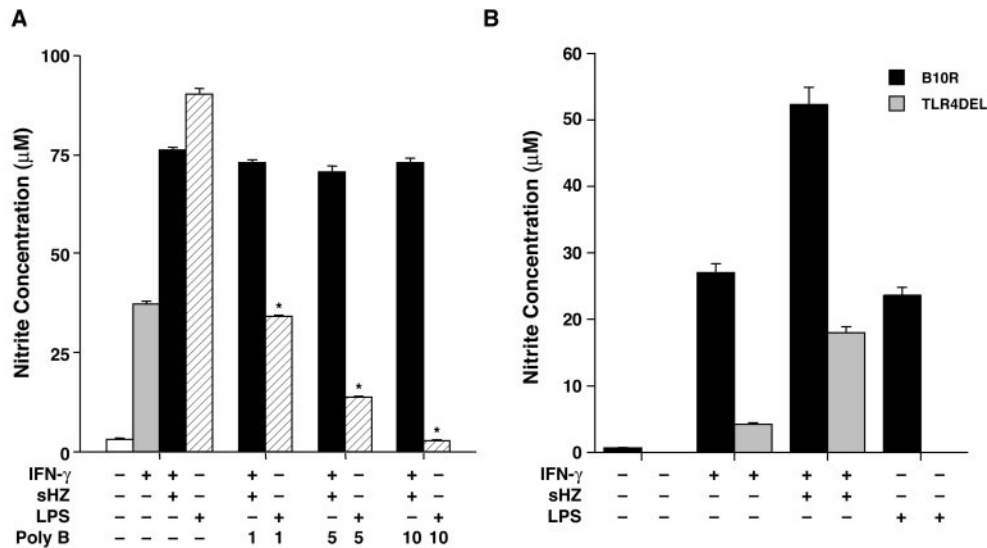 A
Nitrite Concentration (µM)
100
75
50
25
0
* * *
IFN-γ – + + – + – + – + –
sHZ – – + – + – + – + –
LPS – – – + – + – + – +
Poly B – – – – 1 1 5 5 10 10
B
Nitrite Concentration (µM)
60
50
40
30
20
10
0
B10R
TLR4DEL
IFN-γ – – + + + + – –
sHZ – – – – + + – –
LPS – – – – – – + +